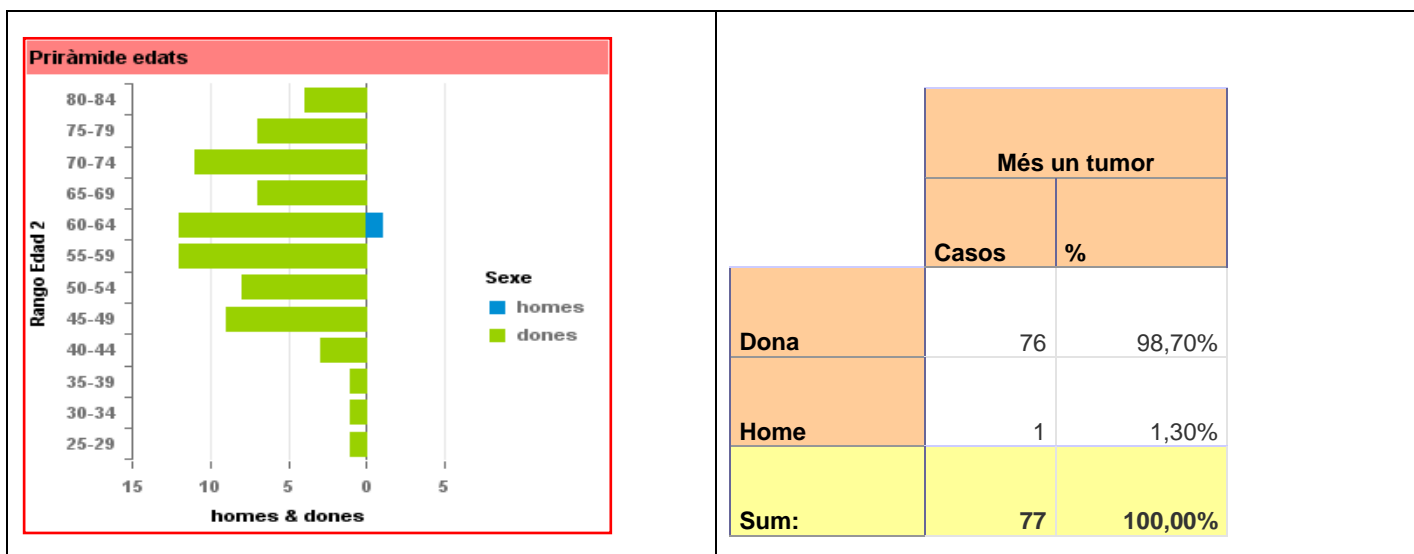 Priràmide edats
80-84
75-79
70-74
65-69
60-64
55-59
50-54
45-49
40-44
35-39
30-34
25-29
Rango Edad 2
15 10 5 0 5
homes & dones
Sexe
homes
dones
Més un tumor
Casos %
Dona 76 98,70%
Home 1 1,30%
Sum: 77 100,00%